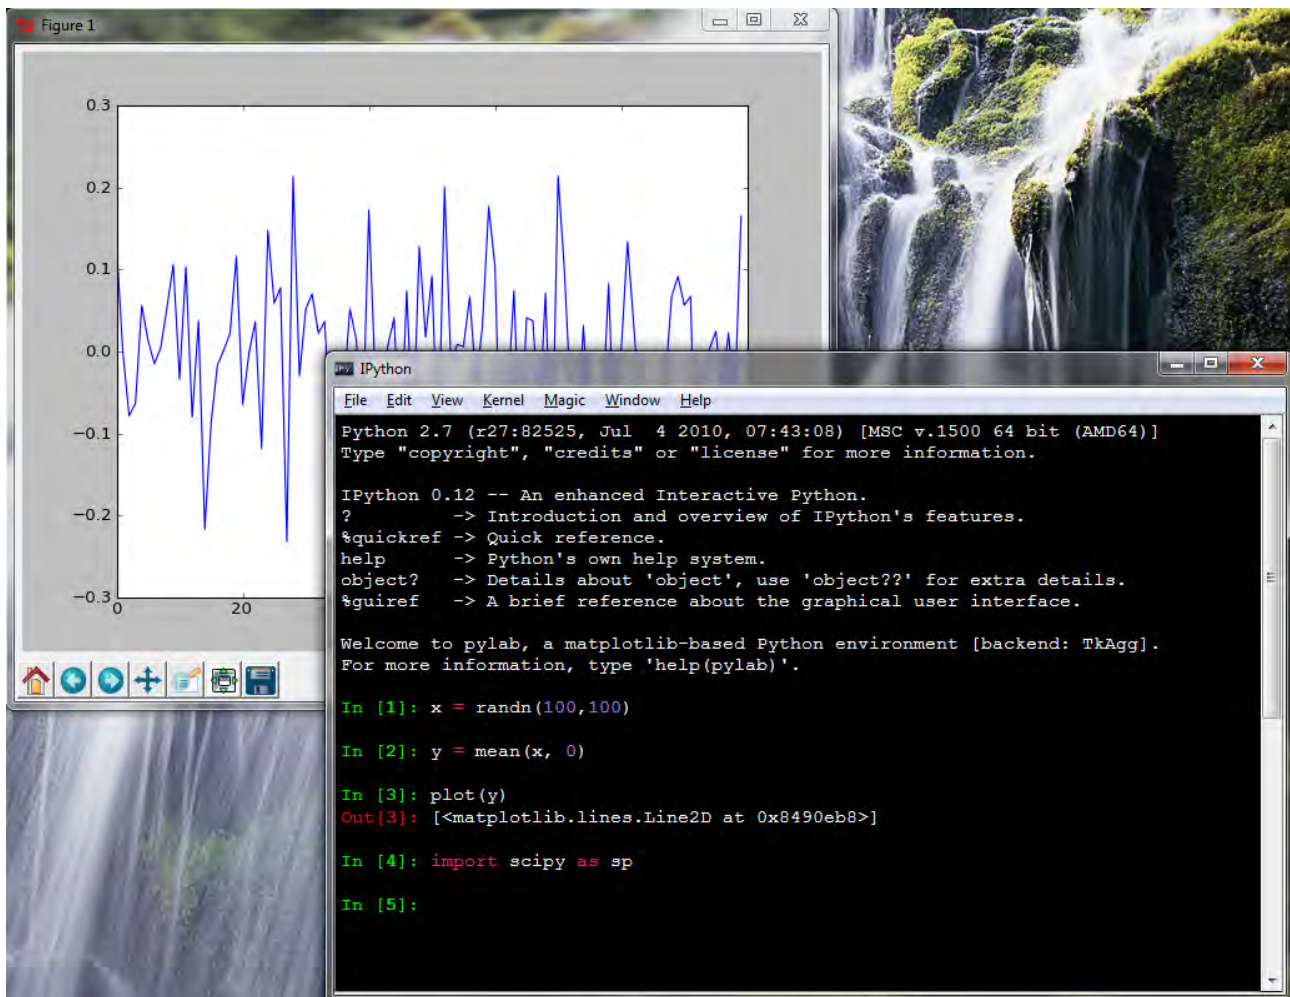 Figure 1
0.3
0.2
0.1
0.0
−0.1
−0.2
−0.3
0
20
IPython
File Edit View Kernel Magic Window Help
Python 2.7 (r27:82525, Jul  4 2010, 07:43:08) [MSC v.1500 64 bit (AMD64)]
Type "copyright", "credits" or "license" for more information.
IPython 0.12 -- An enhanced Interactive Python.
?         -> Introduction and overview of IPython's features.
%quickref -> Quick reference.
help      -> Python's own help system.
object?   -> Details about 'object', use 'object??' for extra details.
%guiref   -> A brief reference about the graphical user interface.
Welcome to pylab, a matplotlib-based Python environment [backend: TkAgg].
For more information, type 'help(pylab)'.
In [1]: x = randn(100,100)
In [2]: y = mean(x, 0)
In [3]: plot(y)
Out[3]: [<matplotlib.lines.Line2D at 0x8490eb8>]
In [4]: import scipy as sp
In [5]: